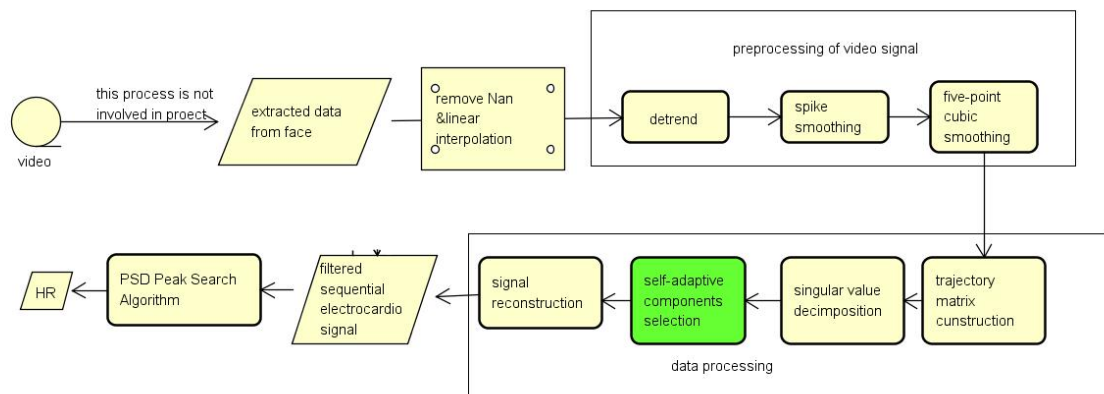 preprocessing of video signal
this process is not
involved in proect
video
extracted data
from face
remove Nan
&linear
interpolation
detrend
spike
smoothing
five-point
cubic
smoothing
HR
PSD Peak Search
Algorithm
filtered
sequential
electrocardio
signal
signal
reconstruction
self-adaptive
components
selection
singular value
decimposition
trajectory
matrix
cunstruction
data processing